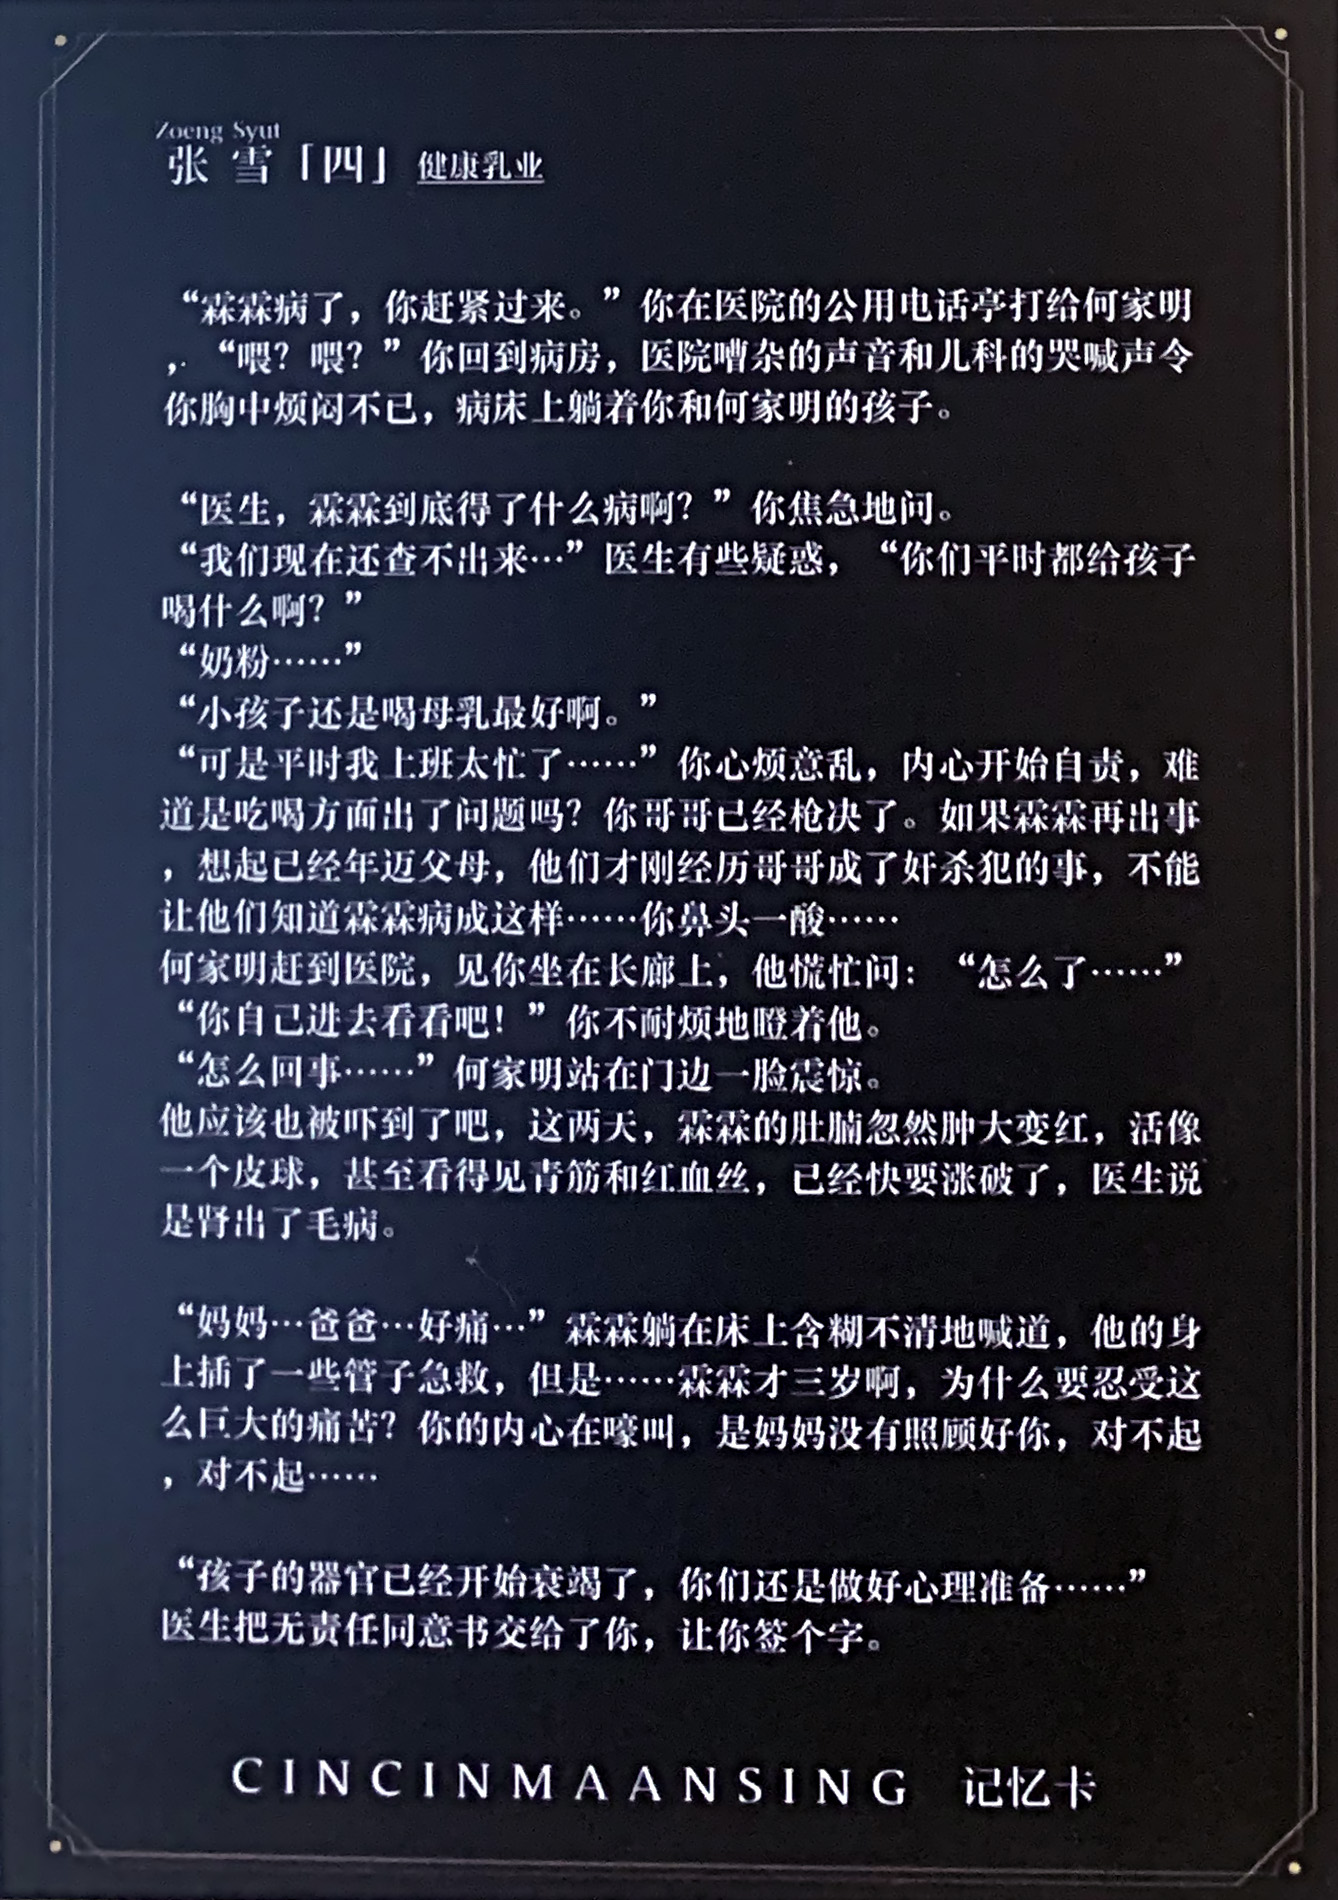 Zoeng Syut
张 雪「四」 健康乳业
“霖霖病了，你赶紧过来。”你在医院的公用电话亭打给何家明
，“喂？喂？”你回到病房，医院嘈杂的声音和儿科的哭喊声令
你胸中烦闷不已，病床上躺着你和何家明的孩子。
“医生，霖霖到底得了什么病啊？”你焦急地问。
“我们现在还查不出来…”医生有些疑惑，“你们平时都给孩子
喝什么啊？”
“奶粉……”
“小孩子还是喝母乳最好啊。”
“可是平时我上班太忙了……”你心烦意乱，内心开始自责，难
道是吃喝方面出了问题吗？你哥哥已经枪决了。如果霖霖再出事
，想起已经年迈父母，他们才刚经历哥哥成了奸杀犯的事，不能
让他们知道霖霖病成这样……你鼻头一酸……
何家明赶到医院，见你坐在长廊上，他慌忙问：“怎么了……”
“你自己进去看看吧！”你不耐烦地瞪着他。
“怎么回事……”何家明站在门边一脸震惊。
他应该也被吓到了吧，这两天，霖霖的肚腩忽然肿大变红，活像
一个皮球，甚至看得见青筋和红血丝，已经快要涨破了，医生说
是肾出了毛病。
“妈妈…爸爸…好痛…”霖霖躺在床上含糊不清地喊道，他的身
上插了一些管子急救，但是……霖霖才三岁啊，为什么要忍受这
么巨大的痛苦？你的内心在嚎叫，是妈妈没有照顾好你，对不起
，对不起……
“孩子的器官已经开始衰竭了，你们还是做好心理准备……”
医生把无责任同意书交给了你，让你签个字。
CINCINMAANSING 记忆卡